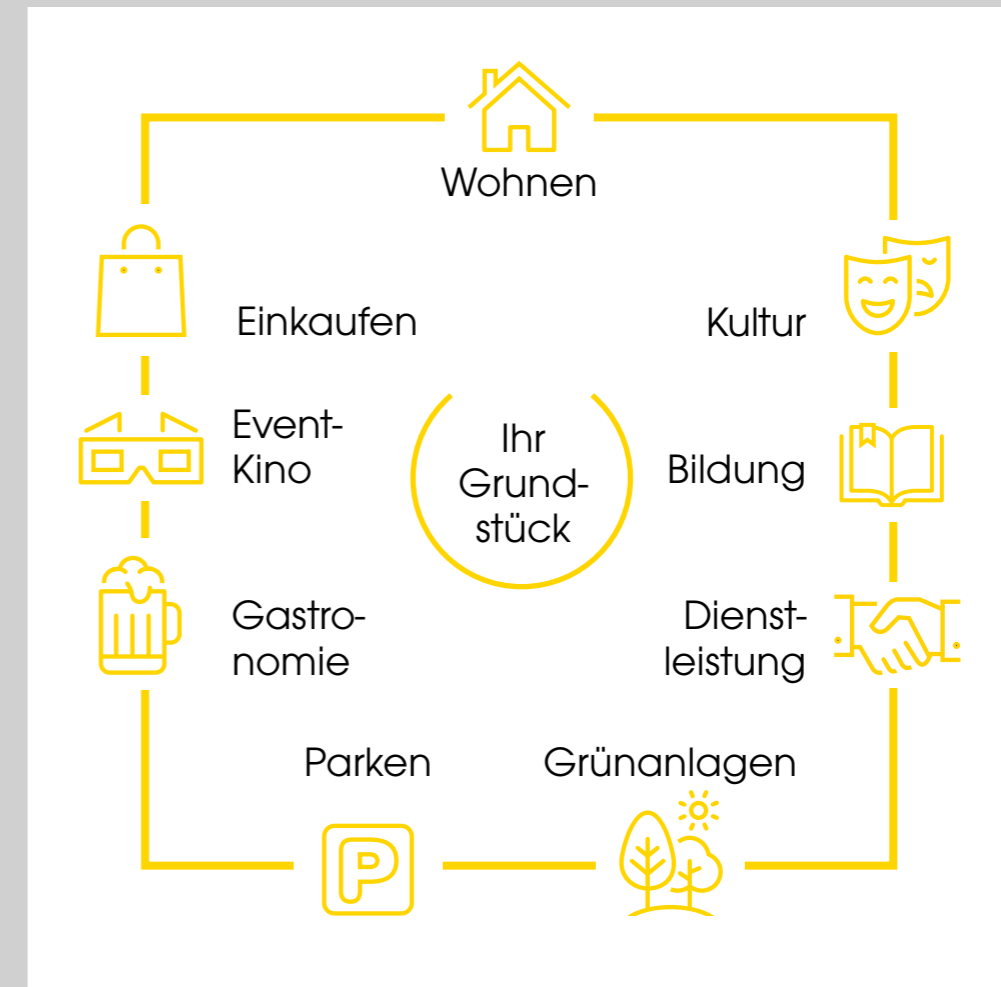 Wohnen
Einkaufen
Kultur
Event-
Kino
Ihr
Grund-
stück
Bildung
Gastro-
nomie
Dienst-
leistung
Parken
Grünanlagen
P